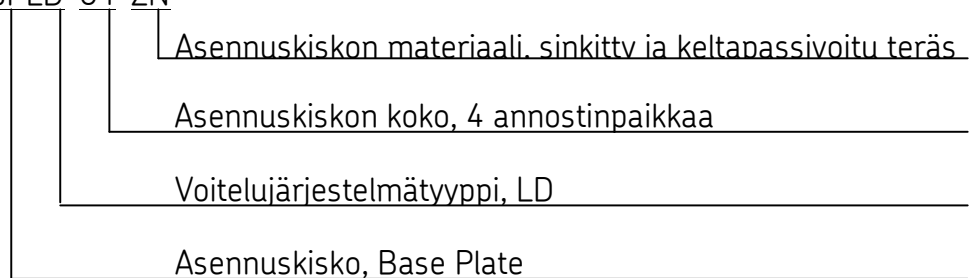 Asennuskiskon materiaali, sinkitty ja keltapassivoitu teräs
Asennuskiskon koko, 4 annostinpaikkaa
Voitelujärjestelmätyyppi, LD
Asennuskisko, Base Plate